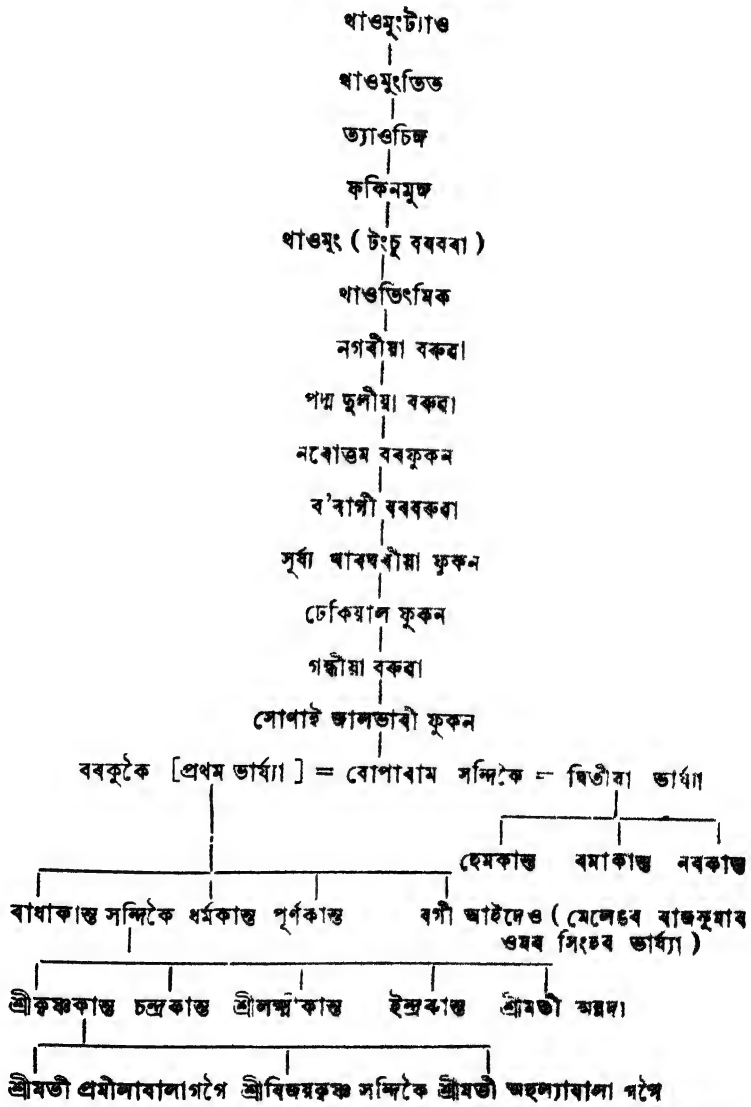 থাওমুংট্যাও
থাওমুংতিত
ত্যাওচিঙ্গ
ফকিনমুঙ্গ
থাওমুং ( টংচু বৰবৰা )
থাওতিংমিক
নগৰীয়া বৰুৱা
পদ্ম দুলীয়া বৰুৱা
নৰোত্তম বৰফুকন
ব'ৰাগী বৰবৰুৱা
সূৰ্য্য খাৰঘৰীয়া ফুকন
ঢেকিয়াল ফুকন
গন্ধীয়া বৰুৱা
সোণাই জালভাৰী ফুকন
বৰকুকৈ [প্ৰথম ভাৰ্য্যা ] = বোপাৰাম সন্দিকৈ – দ্বিতীয়া ভাৰ্য্যা
হেমকান্ত ৰমাকান্ত নৰকান্ত
ৰাধাকান্ত সন্দিকৈ ধৰ্মকান্ত পূৰ্ণকান্ত বগী আইদেও ( মেলেঙৰ ৰাজকুমাৰ
ওমৰ সিংহৰ ভাৰ্য্যা )
শ্ৰীকৃষ্ণকান্ত চন্দ্ৰকান্ত শ্ৰীলক্ষ্মীকান্ত ইন্দ্ৰকান্ত শ্ৰীমতী অন্নদা
শ্ৰীমতী প্ৰমীলাবালাগগৈ শ্ৰীবিজয়কৃষ্ণ সন্দিকৈ শ্ৰীমতী অহল্যাবালা গগৈ